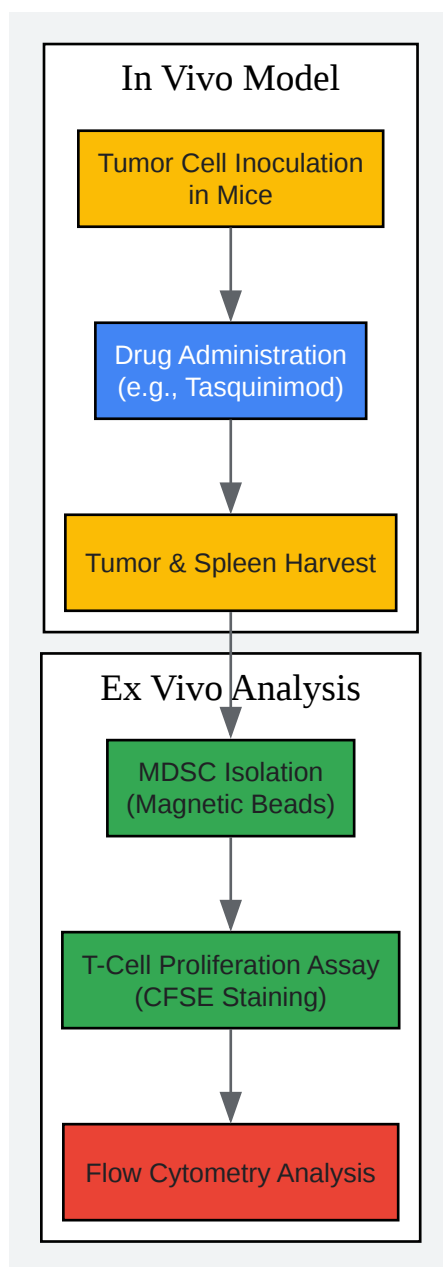 In Vivo Model
Tumor Cell Inoculation
in Mice
Drug Administration
(e.g., Tasquinimod)
Tumor & Spleen Harvest
Ex Vivo Analysis
MDSC Isolation
(Magnetic Beads)
T-Cell Proliferation Assay
(CFSE Staining)
Flow Cytometry Analysis